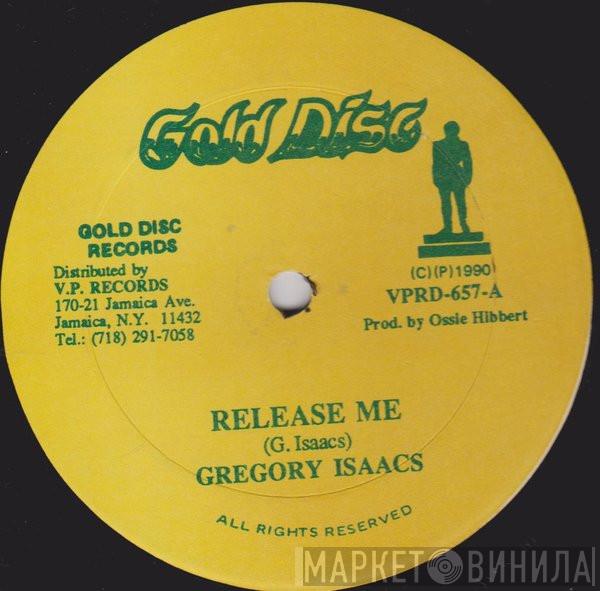 Gold Disc
GOLD DISC
RECORDS
Distributed by
V.P. RECORDS
170-21 Jamaica Ave.
Jamaica, N.Y. 11432
Tel.: (718) 291-7058
(C)(P)1990
VPRD-657-A
Prod. by Ossie Hibbert
RELEASE ME
(G. Isaacs)
GREGORY ISAACS
ALL RIGHTS RESERVED
МАРКЕТ ВИНИЛА